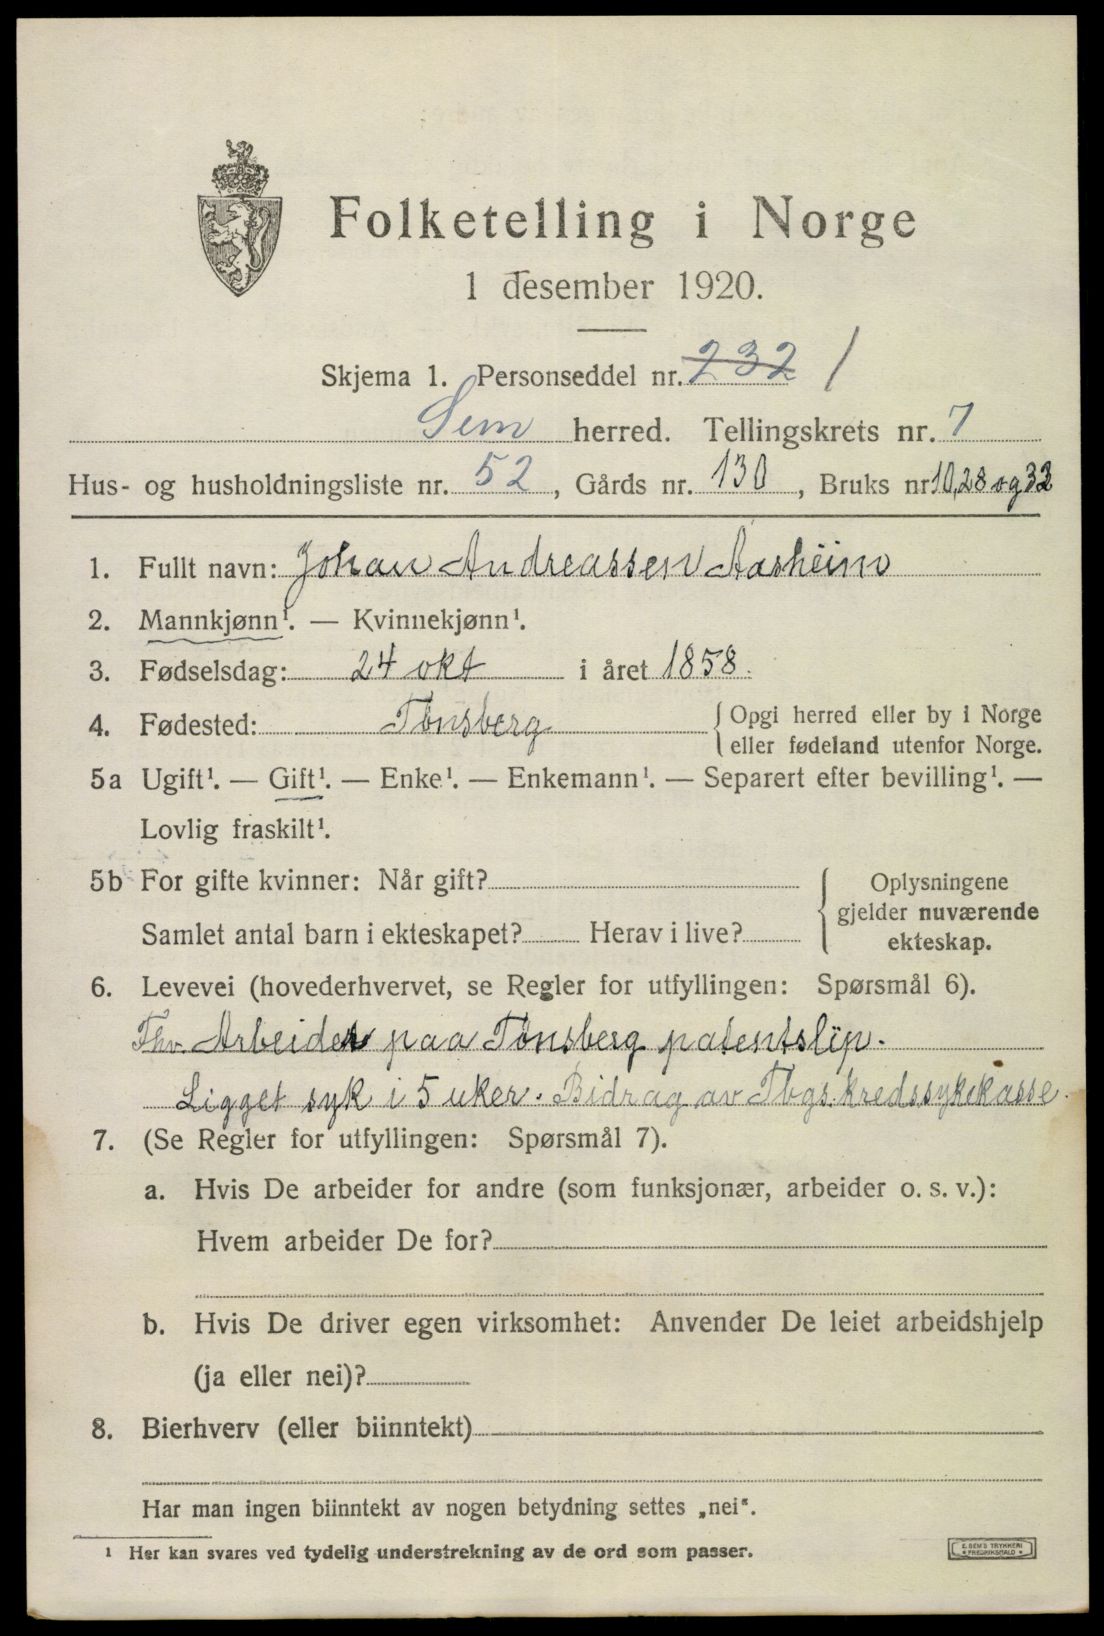 Folketelling i Norge
1 desember 1920.
Skjema 1. Personseddel nr. 232 1
Sem herred. Tellingskrets nr. 7
Hus- og husholdningsliste nr. 52, Gårds nr. 130, Bruks nr. 10, 28 og 33
1. Fullt navn: Johan Andreassen Aasheim
2. Mannkjønn¹. — Kvinnekjønn¹.
3. Fødselsdag: 24 okt i året 1858.
4. Fødested: Tønsberg { Opgi herred eller by i Norge
eller fødeland utenfor Norge.
5a Ugift¹. — Gift¹. — Enke¹. — Enkemann¹. — Separert efter bevilling¹. —
Lovlig fraskilt¹.
5b For gifte kvinner: Når gift?
Samlet antal barn i ekteskapet? Herav i live?
Oplysningene
gjelder nuværende
ekteskap.
6. Levevei (hovederhvervet, se Regler for utfyllingen: Spørsmål 6).
Fhv. Arbeider paa Tønsberg patentslip.
Ligget syk i 5 uker. Bidrag av Tbgs. kredssykekasse.
7. (Se Regler for utfyllingen: Spørsmål 7).
a. Hvis De arbeider for andre (som funksjonær, arbeider o. s. v.):
Hvem arbeider De for?
b. Hvis De driver egen virksomhet: Anvender De leiet arbeidshjelp
(ja eller nei)?
8. Bierhverv (eller biinntekt)
Har man ingen biinntekt av nogen betydning settes „nei".
¹ Her kan svares ved tydelig understrekning av de ord som passer.
E. SEM'S TRYKKERI
FREDRIKSHALD